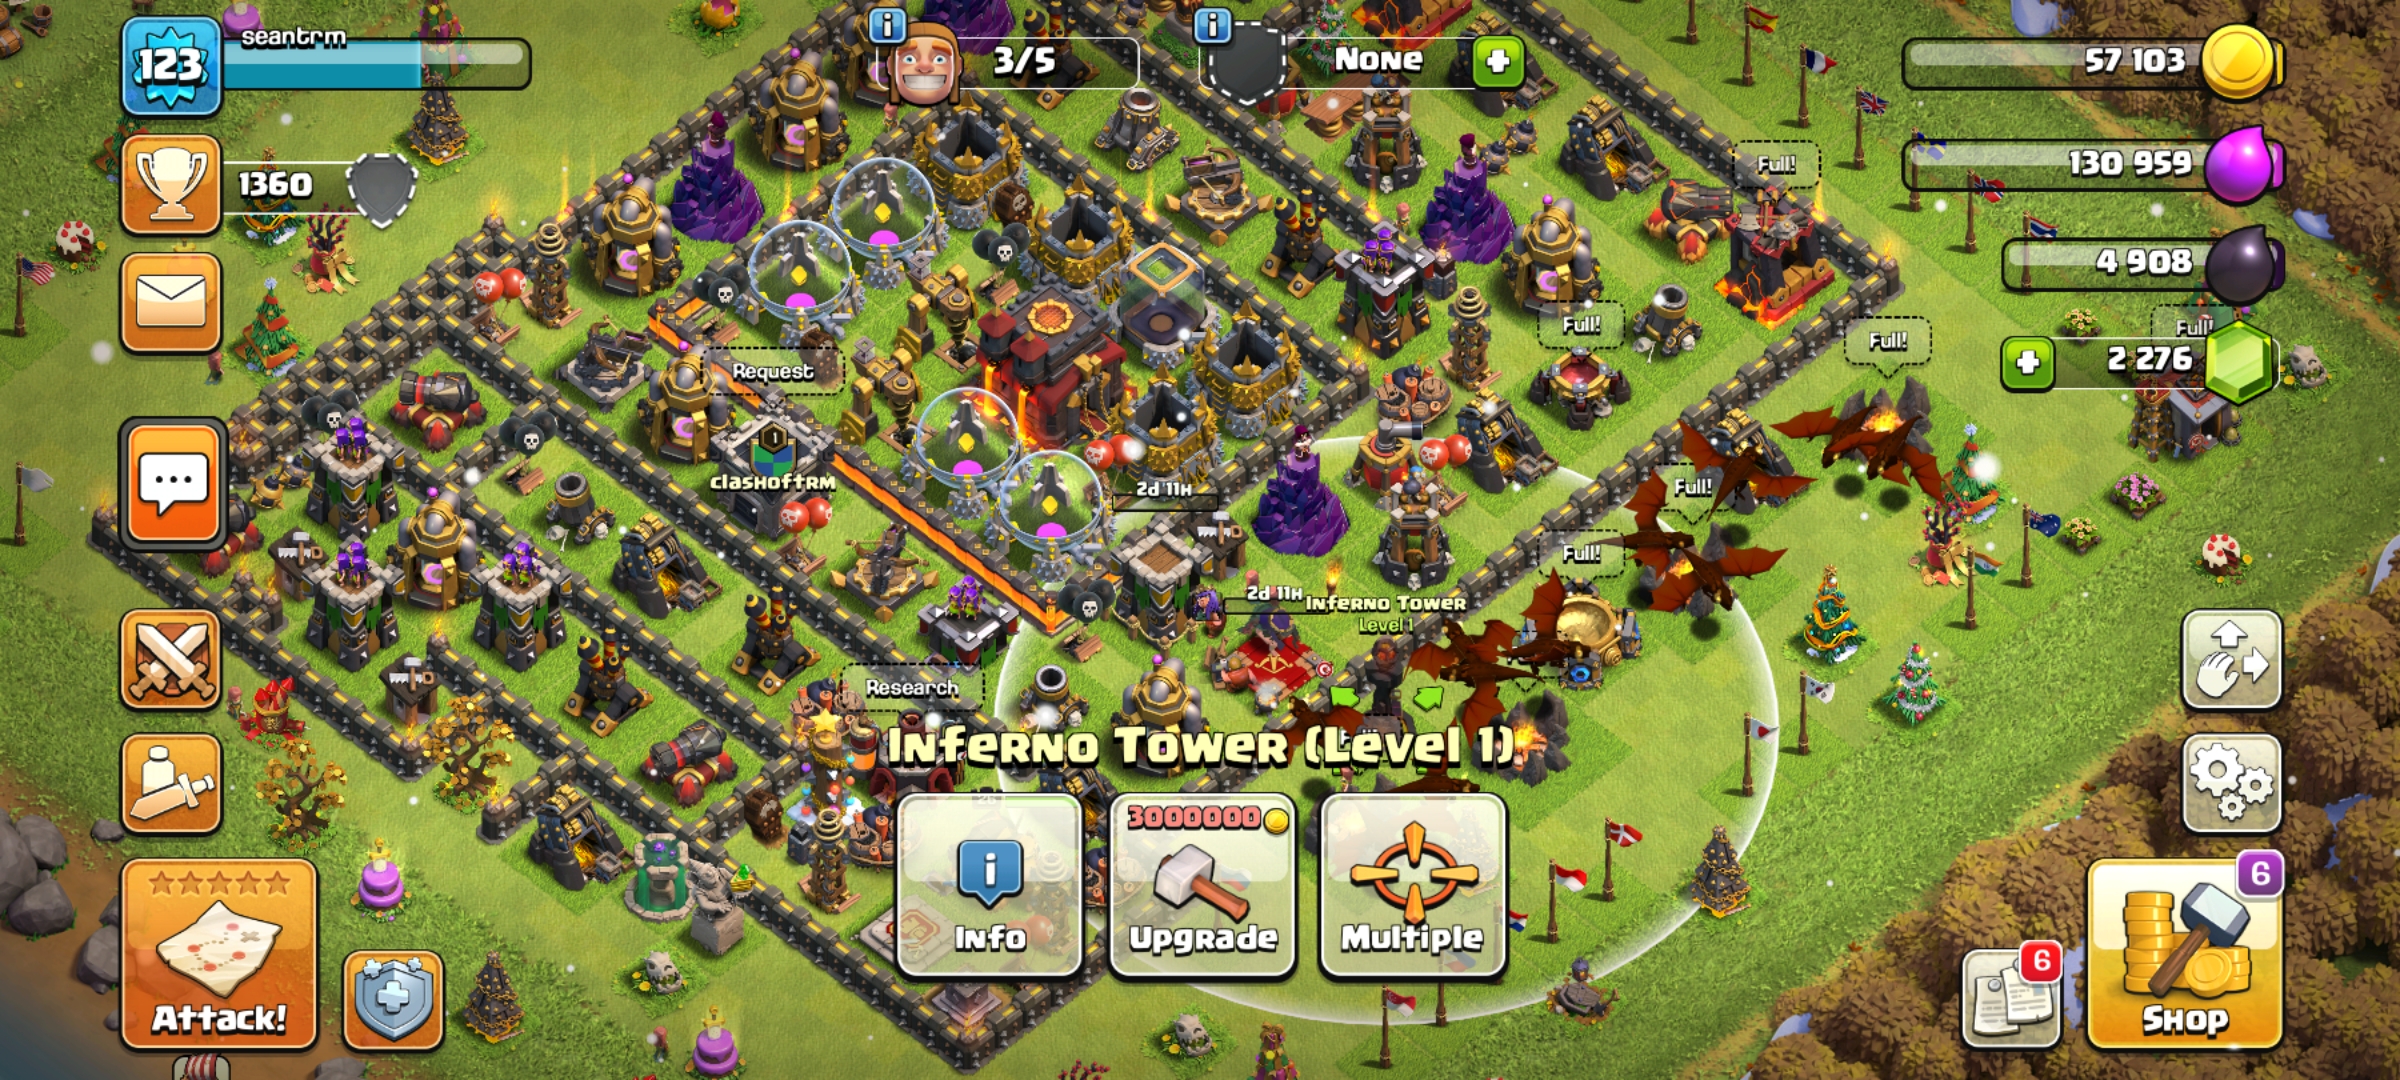 seantrm
123
3/5
None
57 103
Full!
130 959
1360
4 908
Full!
Full!
Full!
2 276
Request
1
clashofTRM
2d 11H
Full!
Full!
2d 11H
Inferno Tower
Level 1
Research
Inferno Tower (Level 1)
3000000
Info
Upgrade
Multiple
6
6
Attack!
Shop